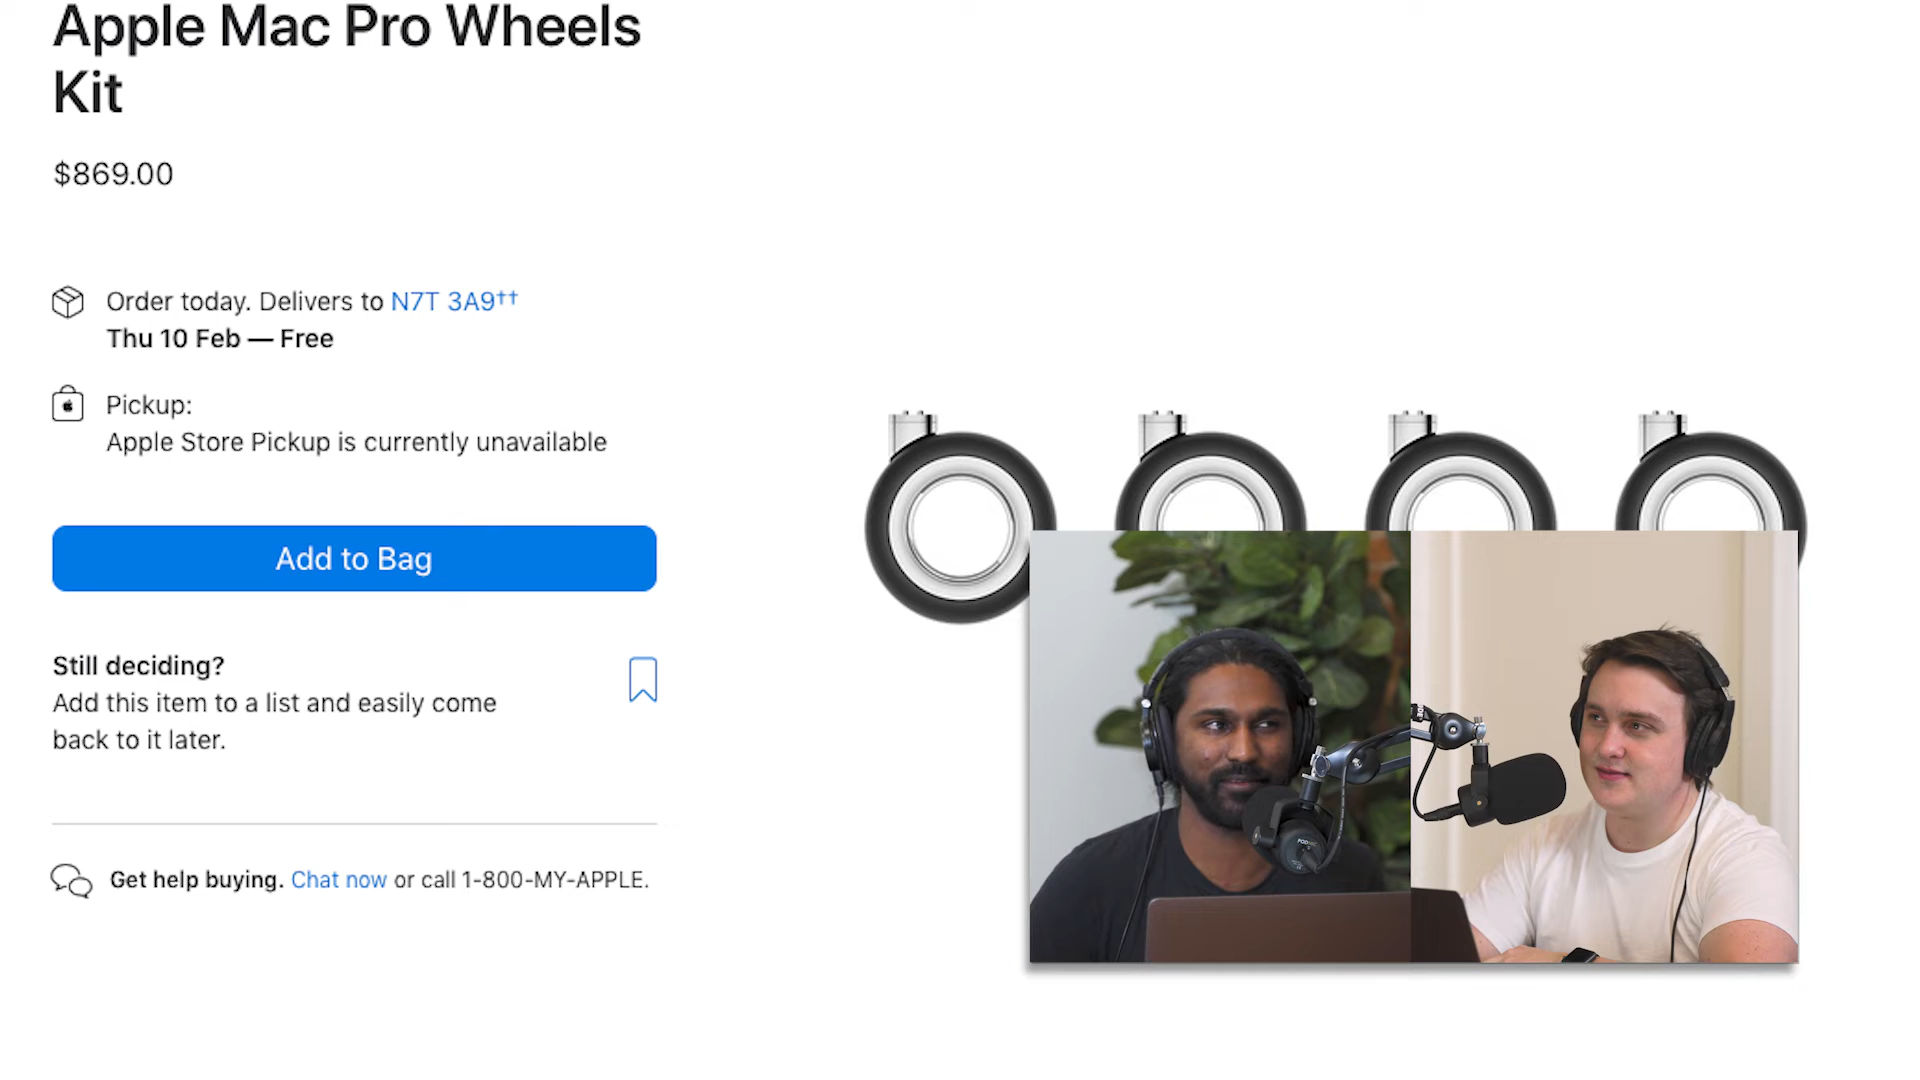 Apple Mac Pro Wheels
Kit
$869.00
Order today. Delivers to N7T 3A9††
Thu 10 Feb — Free
Pickup:
Apple Store Pickup is currently unavailable
Add to Bag
Still deciding?
Add this item to a list and easily come
back to it later.
Get help buying. Chat now or call 1-800-MY-APPLE.